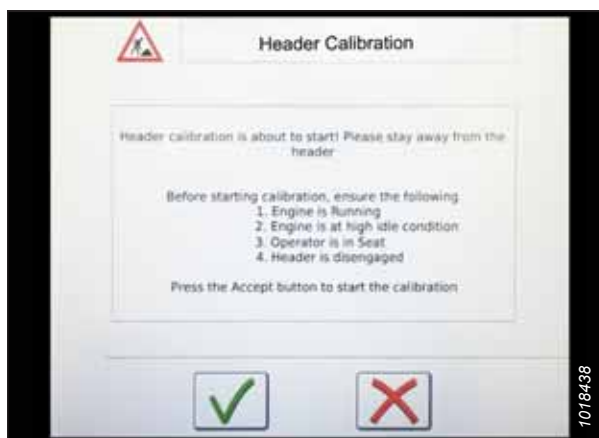 Header Calibration
Header calibration is about to start! Please stay away from the
header
Before starting calibration, ensure the following
1. Engine is Running
2. Engine is at high idle condition
3. Operator is in Seat
4. Header is disengaged
Press the Accept button to start the calibration
1018438